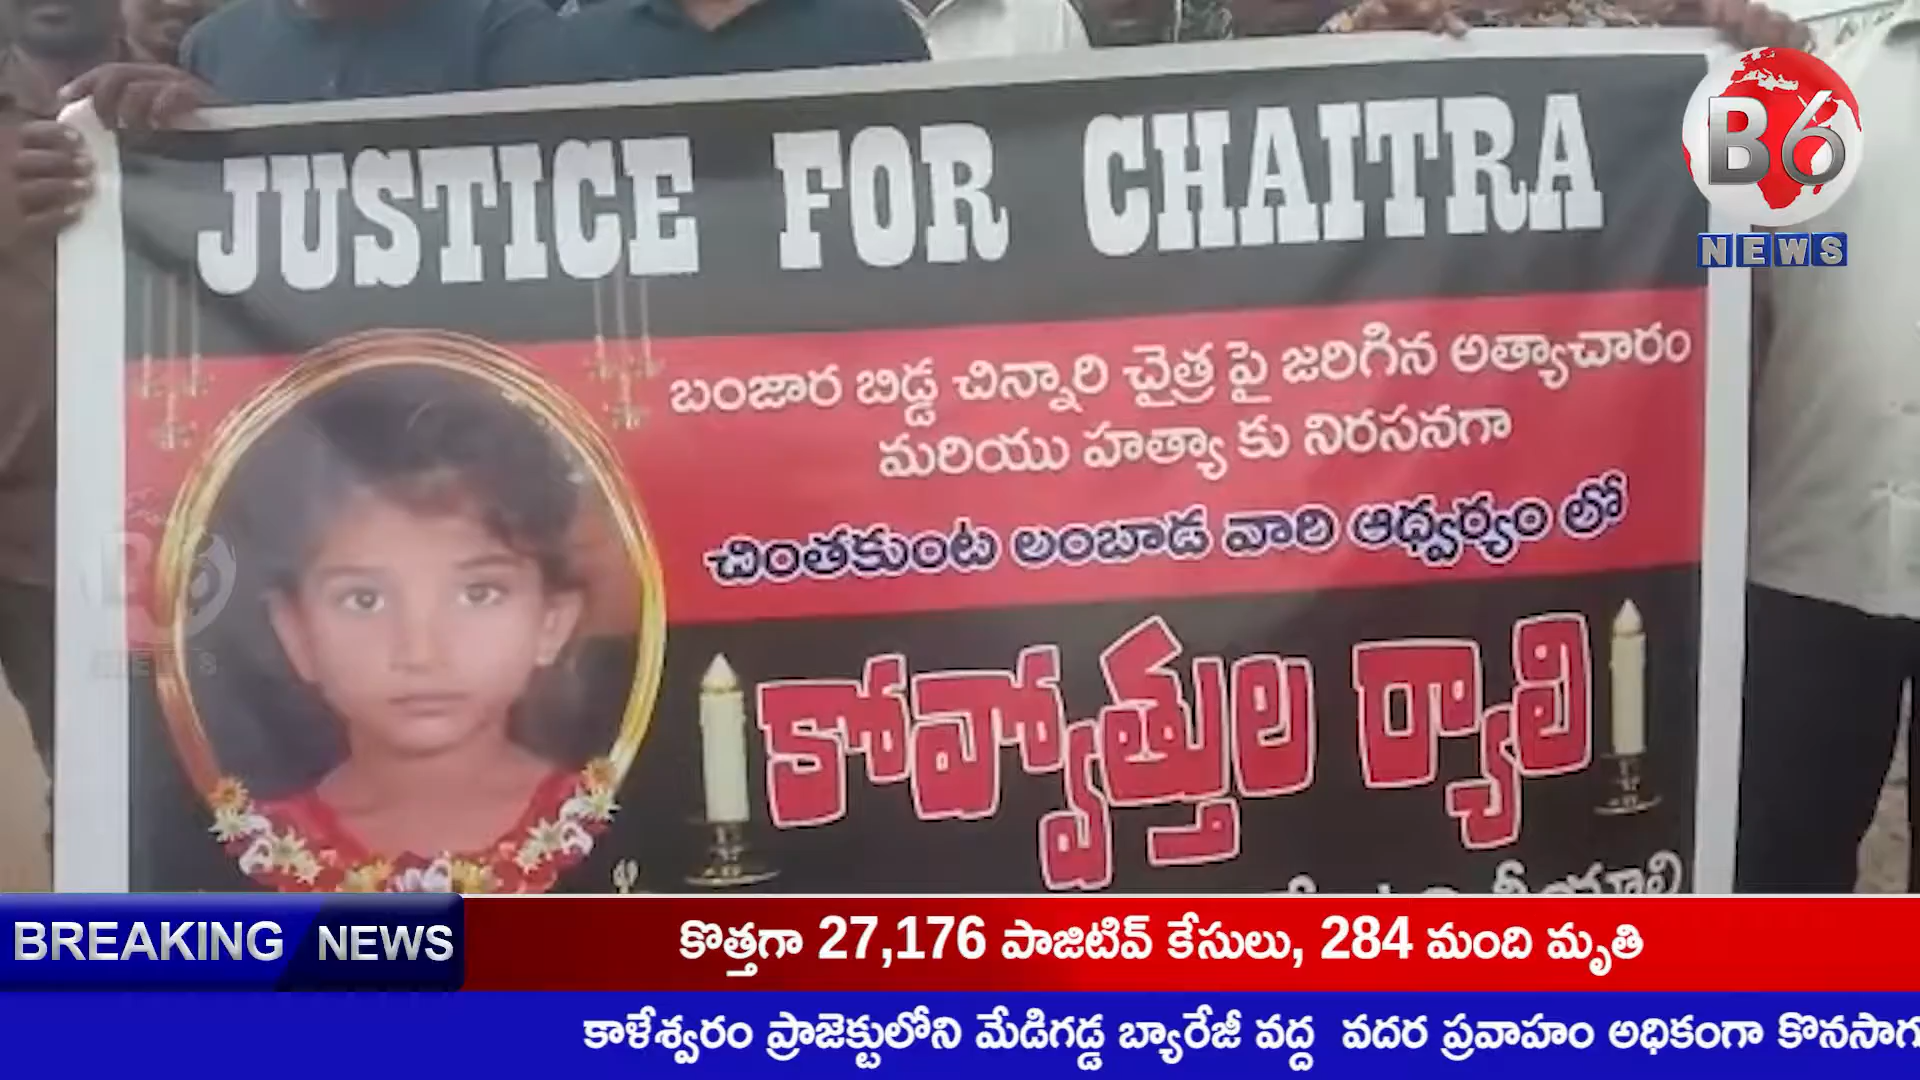 JUSTICE FOR CHAITRA
B6
NEWS
బంజార బిడ్డ చిన్నారి చైత్ర పై జరిగిన అత్యాచారం
మరియు హత్యా కు నిరసనగా
చింతకుంట లంబాడ వారి ఆధ్వర్యం లో
కొవ్వోత్తుల ర్యాలి
BREAKING NEWS
కొత్తగా 27,176 పాజిటివ్ కేసులు, 284 మంది మృతి
కాళేశ్వరం ప్రాజెక్టులోని మేడిగడ్డ బ్యారేజీ వద్ద వదర ప్రవాహం అధికంగా కొనసాగు